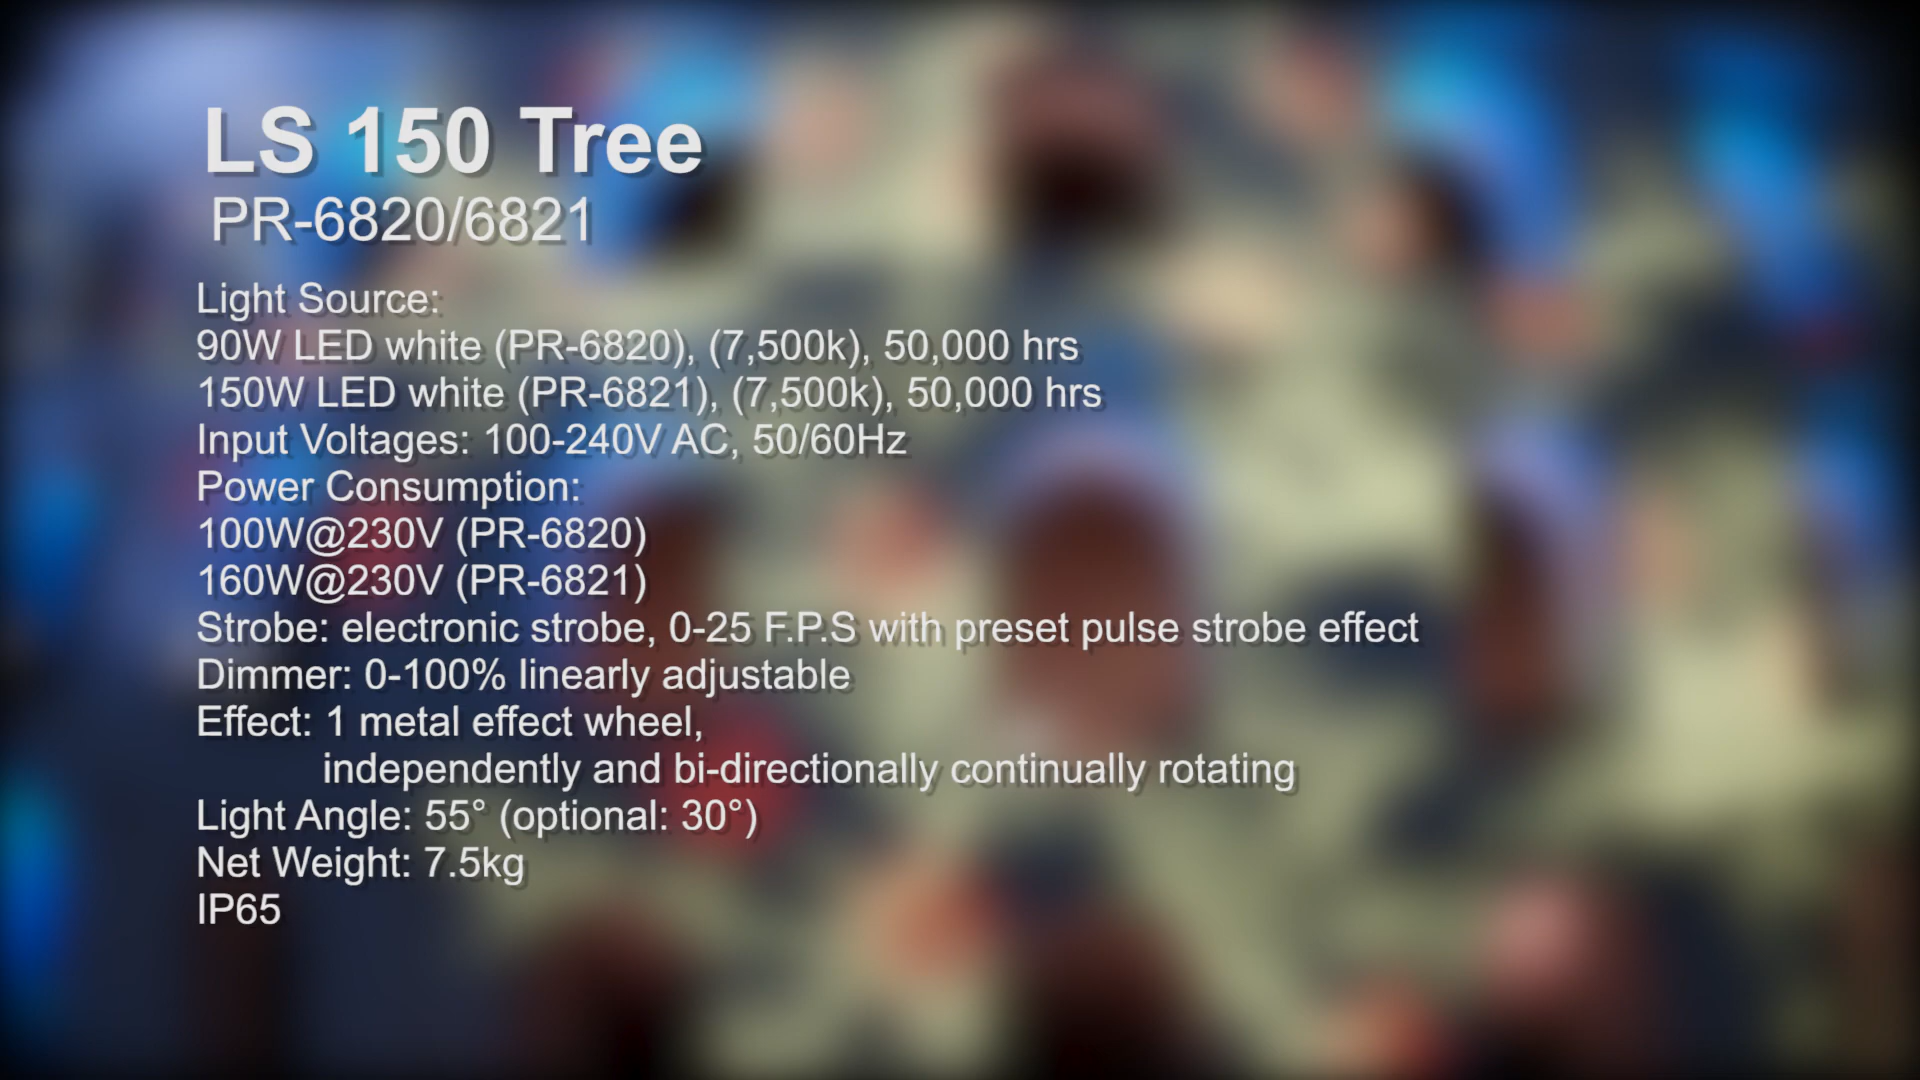 LS 150 Tree
PR-6820/6821
Light Source:
90W LED white (PR-6820), (7,500k), 50,000 hrs
150W LED white (PR-6821), (7,500k), 50,000 hrs
Input Voltages: 100-240V AC, 50/60Hz
Power Consumption:
100W@230V (PR-6820)
160W@230V (PR-6821)
Strobe: electronic strobe, 0-25 F.P.S with preset pulse strobe effect
Dimmer: 0-100% linearly adjustable
Effect: 1 metal effect wheel,
independently and bi-directionally continually rotating
Light Angle: 55° (optional: 30°)
Net Weight: 7.5kg
IP65